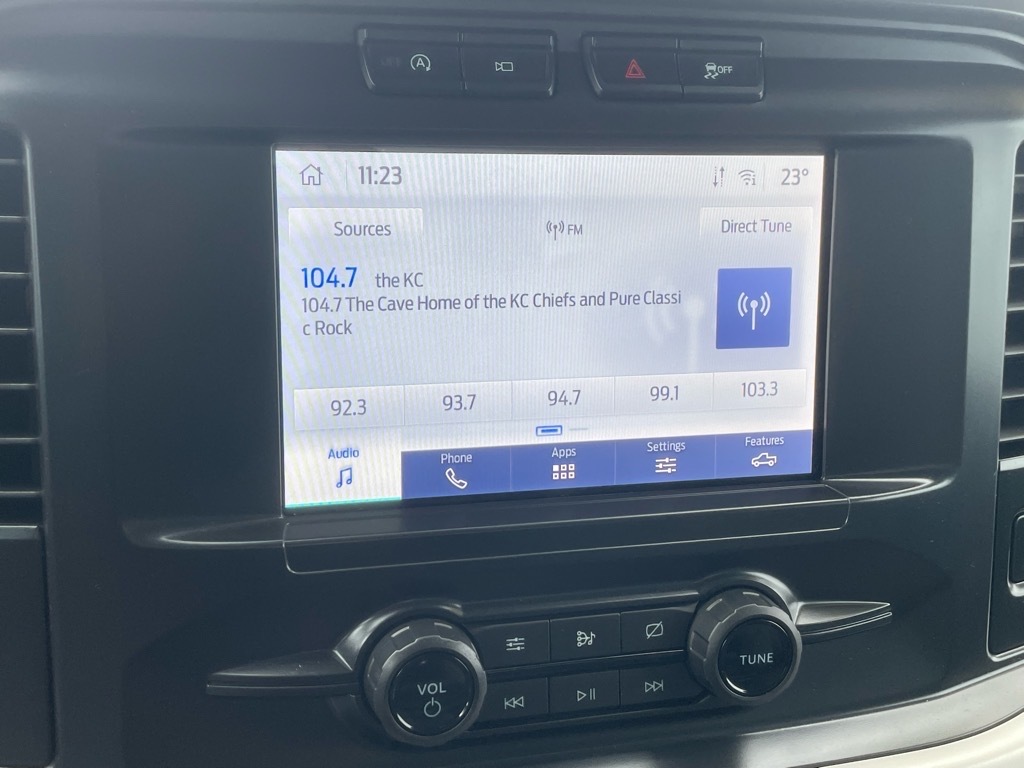 A
OFF
11:23
23°
Sources
FM
Direct Tune
104.7 the KC
104.7 The Cave Home of the KC Chiefs and Pure Classi
c Rock
92.3
93.7
94.7
99.1
103.3
Audio
Phone
Apps
Settings
Features
VOL
TUNE